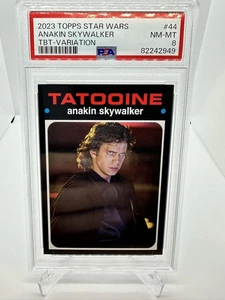 2023 TOPPS STAR WARS #44
ANAKIN SKYWALKER NM-MT
TBT-VARIATION 8
PSA 82242949
TATOOINE
anakin skywalker